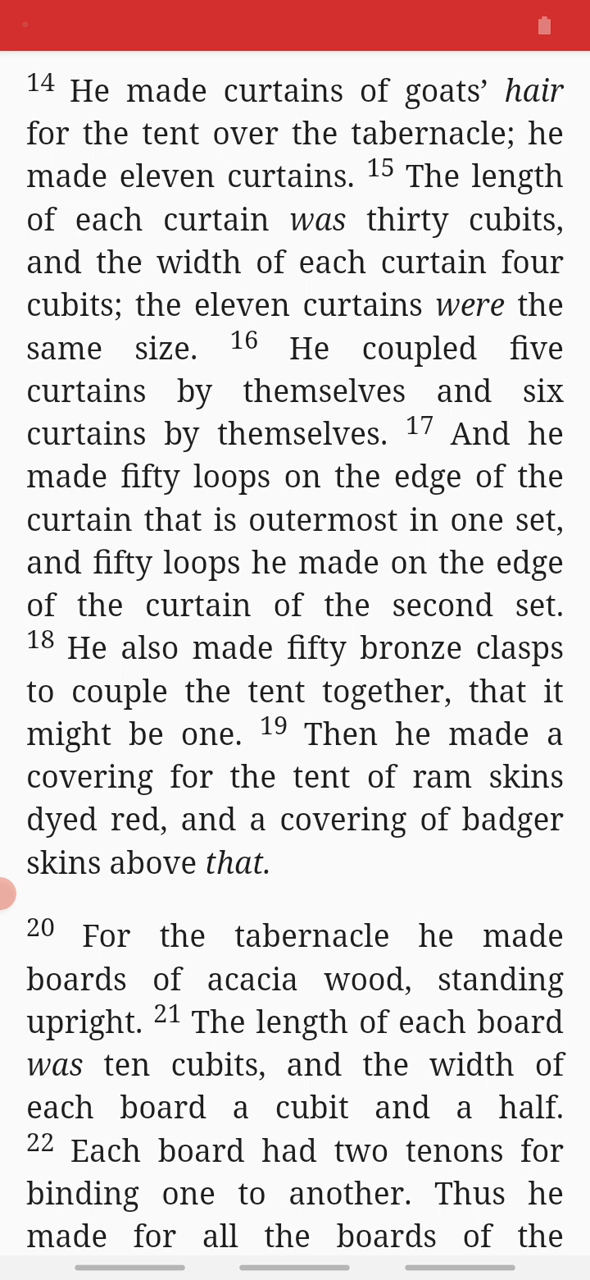 14 He made curtains of goats’ hair
for the tent over the tabernacle; he
made eleven curtains. 15 The length
of each curtain was thirty cubits,
and the width of each curtain four
cubits; the eleven curtains were the
same size. 16 He coupled five
curtains by themselves and six
curtains by themselves. 17 And he
made fifty loops on the edge of the
curtain that is outermost in one set,
and fifty loops he made on the edge
of the curtain of the second set.
18 He also made fifty bronze clasps
to couple the tent together, that it
might be one. 19 Then he made a
covering for the tent of ram skins
dyed red, and a covering of badger
skins above that.
20 For the tabernacle he made
boards of acacia wood, standing
upright. 21 The length of each board
was ten cubits, and the width of
each board a cubit and a half.
22 Each board had two tenons for
binding one to another. Thus he
made for all the boards of the